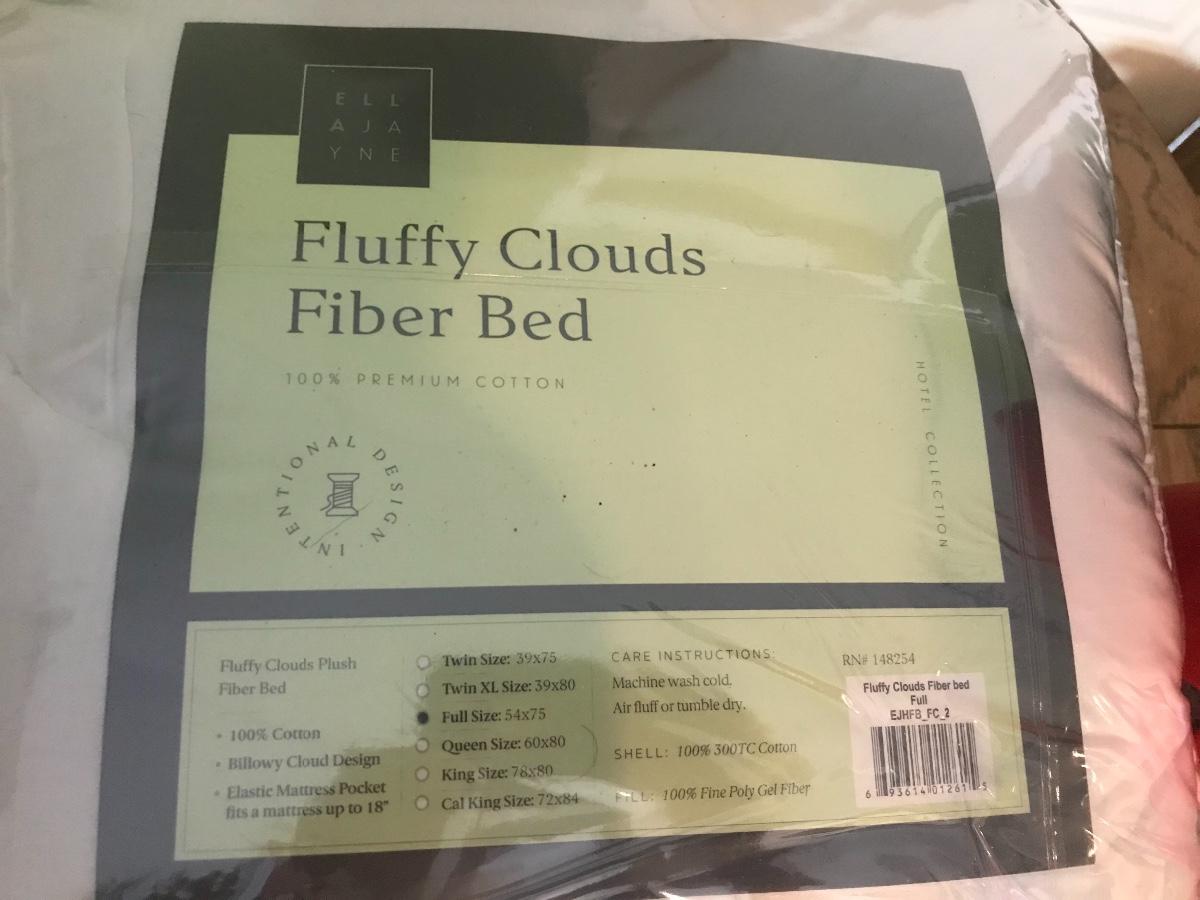 ELL
AJA
YNE
Fluffy Clouds
Fiber Bed
100% PREMIUM COTTON
INTENTIONAL DESIGN
HOTEL COLLECTION
Fluffy Clouds Plush
Fiber Bed
• 100% Cotton
• Billowy Cloud Design
• Elastic Mattress Pocket
fits a mattress up to 18"
Twin Size: 39x75
Twin XL Size: 39x80
Full Size: 54x75
Queen Size: 60x80
King Size: 78x80
Cal King Size: 72x84
CARE INSTRUCTIONS:
Machine wash cold.
Air fluff or tumble dry.
SHELL: 100% 300TC Cotton
FILL: 100% Fine Poly Gel Fiber
RN# 148254
Fluffy Clouds Fiber bed
Full
EJHFB_FC_2
6 93614 01261 5